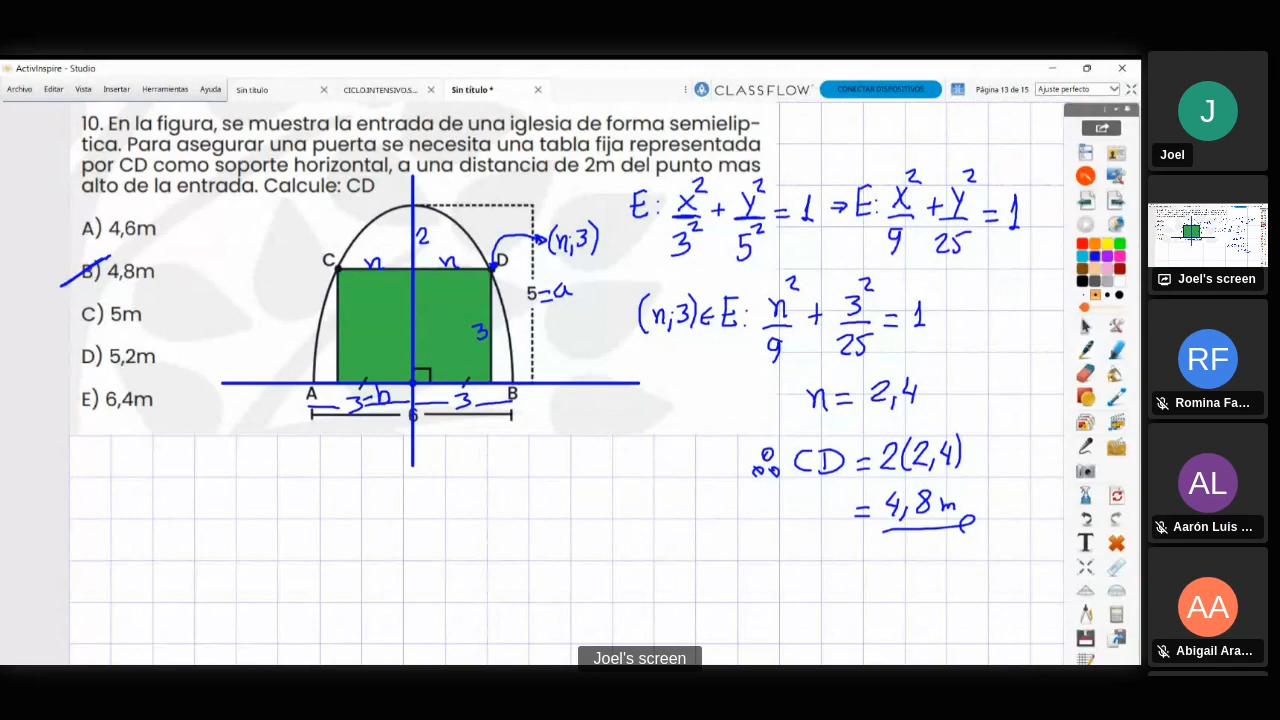 ActivInspire - Studio
Archivo Editar Vista Insertar Herramientas Ayuda
Sin título
CICLO.INTENSIVO.S...
Sin título *
CLASSFLOW
CONECTAR DISPOSITIVOS
Página 13 de 15
Ajuste perfecto
10. En la figura, se muestra la entrada de una iglesia de forma semielip-
tica. Para asegurar una puerta se necesita una tabla fija representada
por CD como soporte horizontal, a una distancia de 2m del punto mas
alto de la entrada. Calcule: CD
A) 4,6m
B) 4,8m
C) 5m
D) 5,2m
E) 6,4m
2
(n;3)
C n n D
5=a
3
A B
3=b 3
6
E: x²/3² + y²/5² = 1 ⇒ E: x²/9 + y²/25 = 1
(n;3)∈E: n²/9 + 3²/25 = 1
n = 2,4
∴ CD = 2(2,4)
= 4,8m
T
Joel's screen
J
Joel
Joel's screen
RF
Romina Fa...
AL
Aarón Luis ...
AA
Abigail Ara...